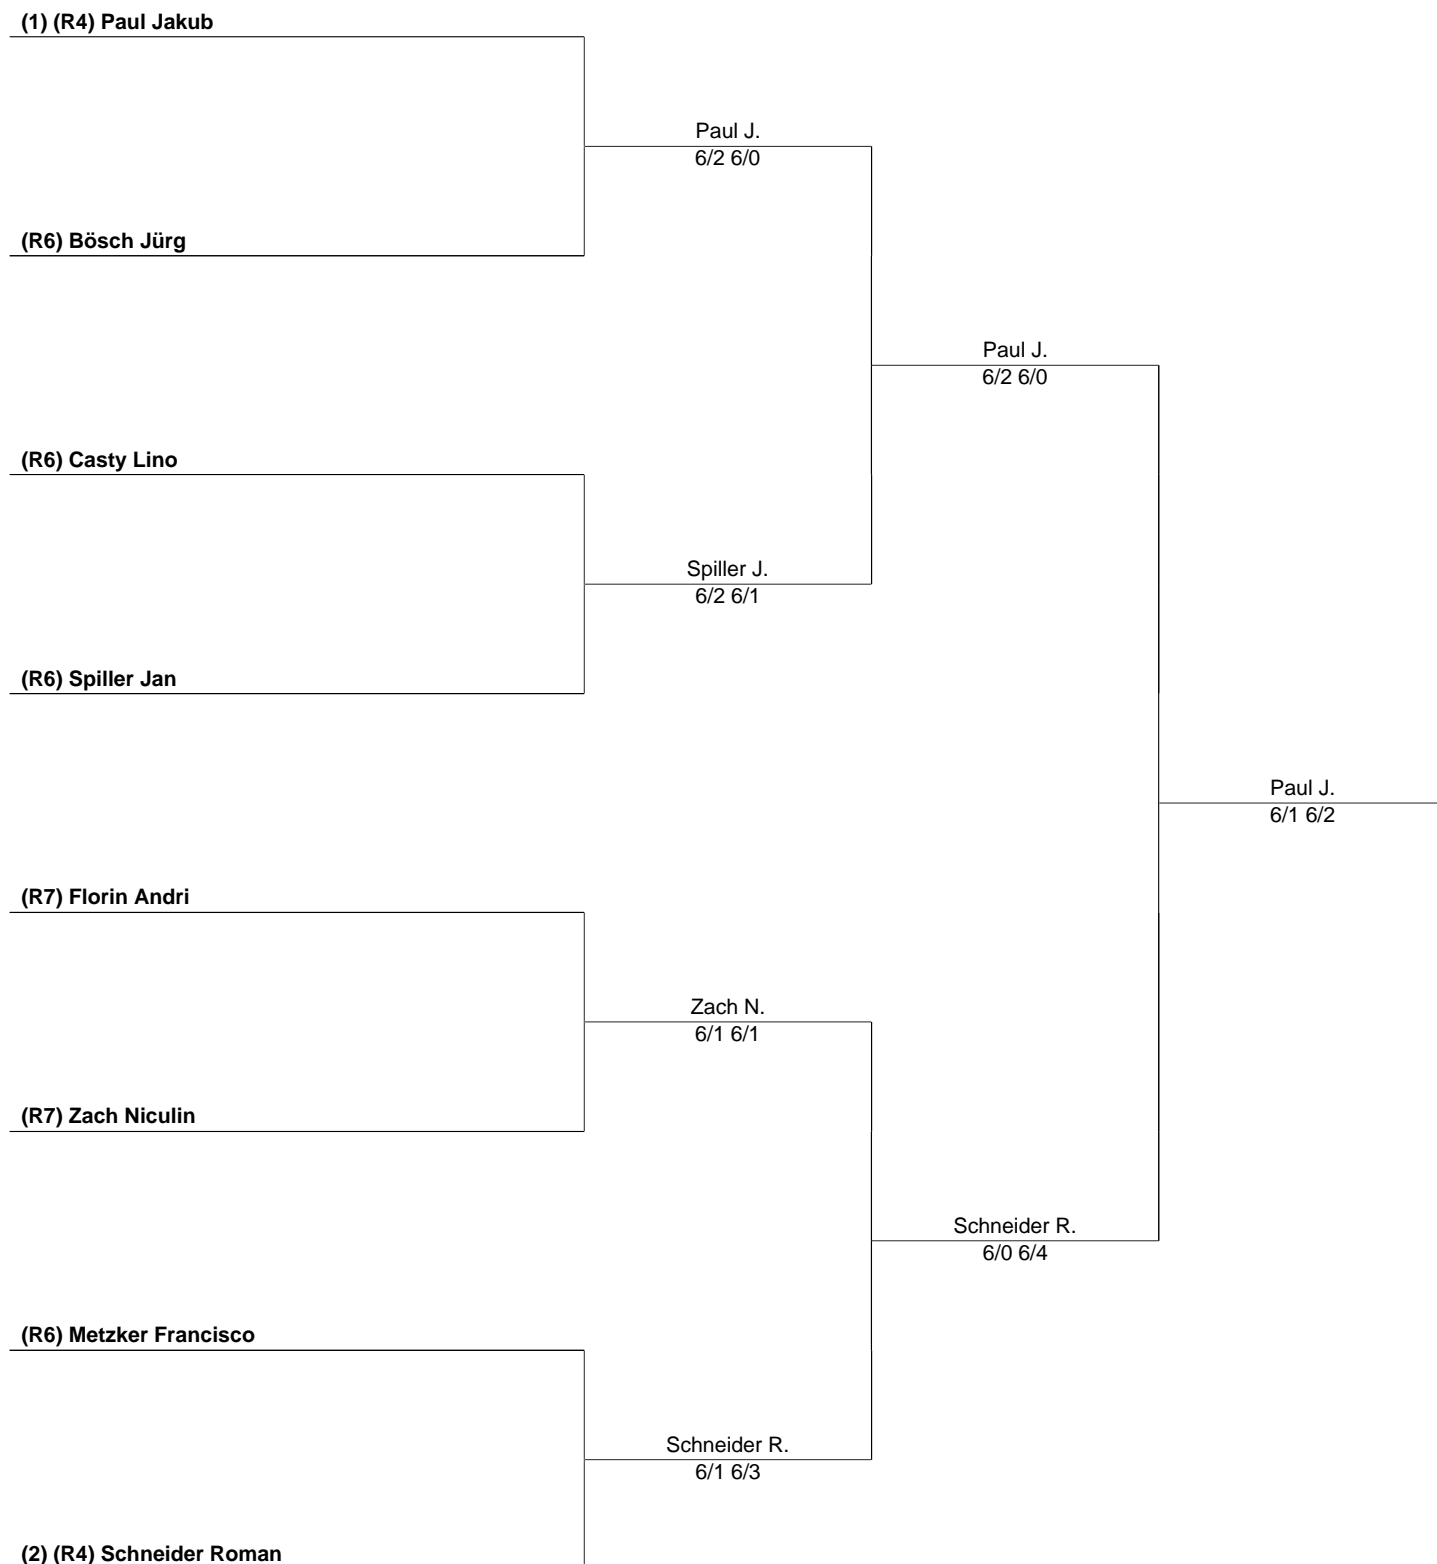 (1) (R4) Paul Jakub
Paul J.
6/2 6/0
(R6) Bösch Jürg
Paul J.
6/2 6/0
(R6) Casty Lino
Spiller J.
6/2 6/1
(R6) Spiller Jan
Paul J.
6/1 6/2
(R7) Florin Andri
Zach N.
6/1 6/1
(R7) Zach Niculin
Schneider R.
6/0 6/4
(R6) Metzker Francisco
Schneider R.
6/1 6/3
(2) (R4) Schneider Roman